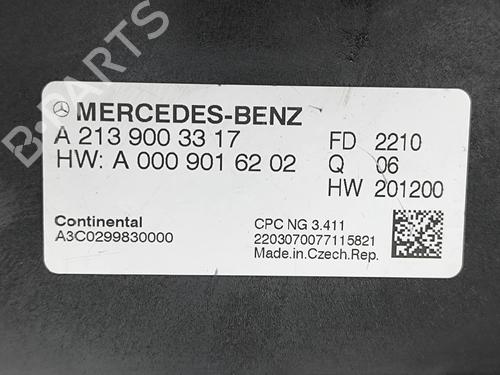 B-PARTS
MERCEDES-BENZ
A 213 900 33 17 FD 2210
HW: A 000 901 62 02 Q 06
HW 201200
Continental CPC NG 3.411
A3C0299830000 2203070077115821
Made.in.Czech.Rep.